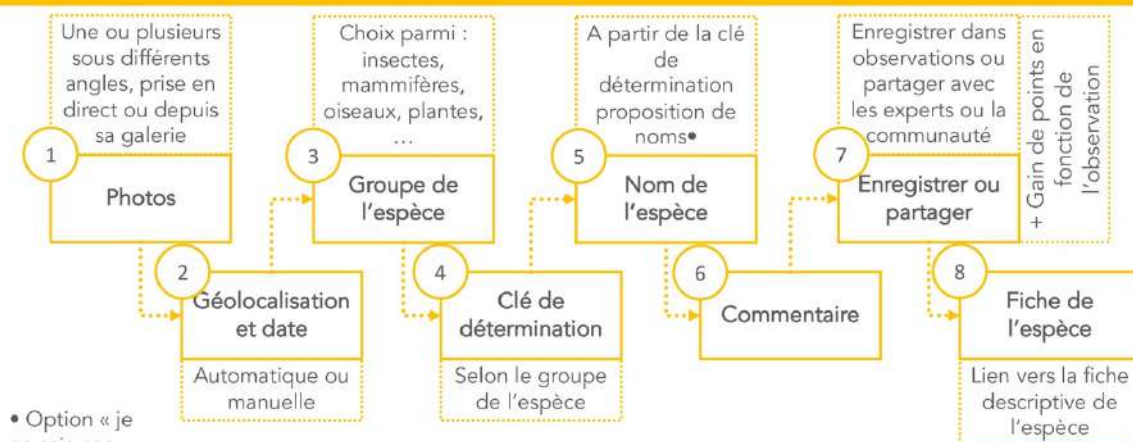 Une ou plusieurs
sous différents
angles, prise en
direct ou depuis
sa galerie
1
Photos
2
Géolocalisation
et date
Automatique ou
manuelle
Choix parmi :
insectes,
mammifères,
oiseaux, plantes,
...
3
Groupe de
l'espèce
4
Clé de
détermination
Selon le groupe
de l'espèce
A partir de la clé
de
détermination
proposition de
noms•
5
Nom de
l'espèce
6
Commentaire
Enregistrer dans
observations ou
partager avec
les experts ou la
communauté
+ Gain de points en
fonction de
l'observation
7
Enregistrer ou
partager
8
Fiche de
l'espèce
Lien vers la fiche
descriptive de
l'espèce
• Option « je